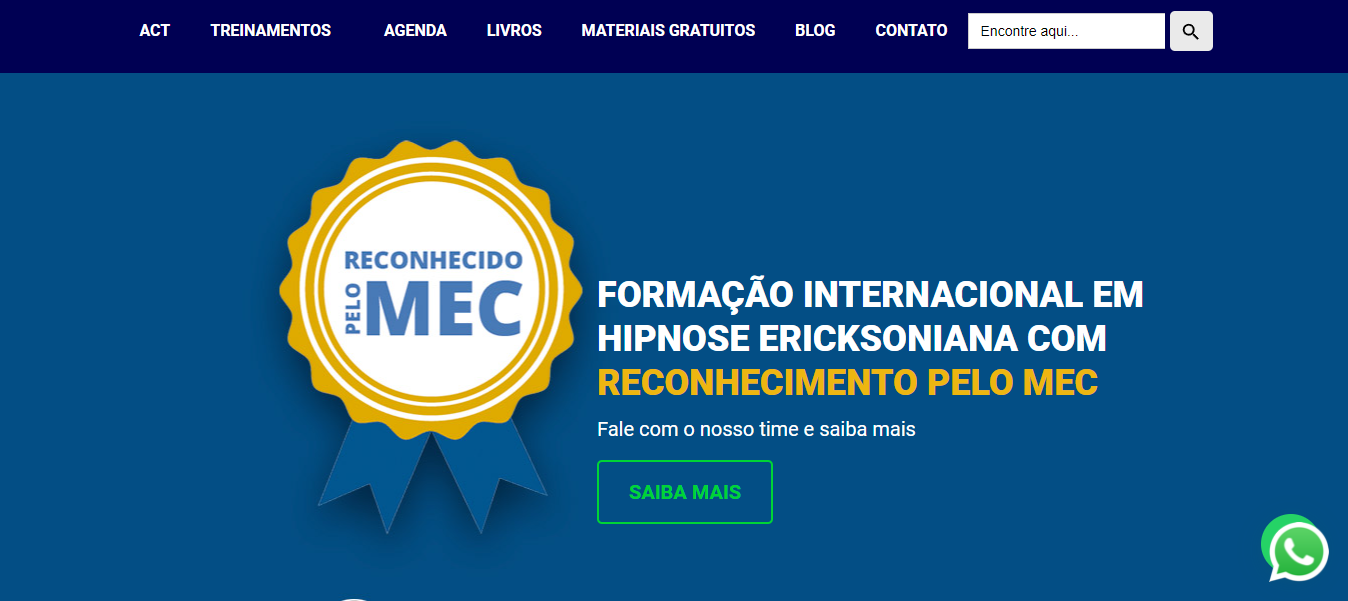 ACT TREINAMENTOS AGENDA LIVROS MATERIAIS GRATUITOS BLOG CONTATO Encontre aqui...
RECONHECIDO
PELO MEC
FORMAÇÃO INTERNACIONAL EM
HIPNOSE ERICKSONIANA COM
RECONHECIMENTO PELO MEC
Fale com o nosso time e saiba mais
SAIBA MAIS